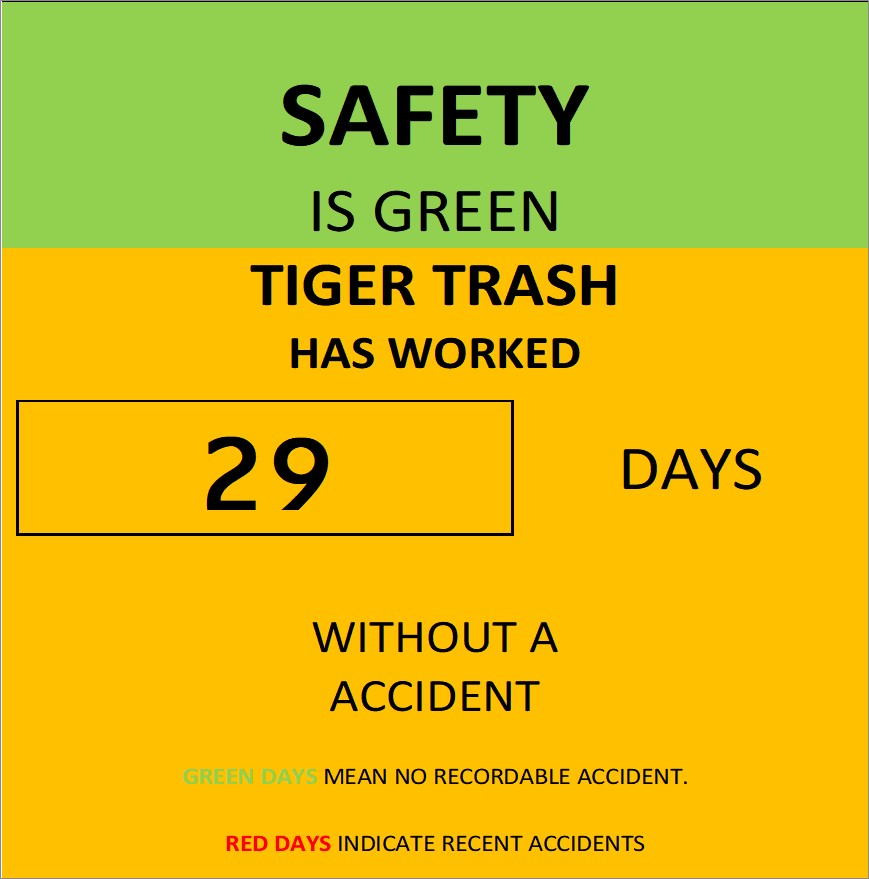 SAFETY
IS GREEN
TIGER TRASH
HAS WORKED
29 DAYS
WITHOUT A
ACCIDENT
GREEN DAYS MEAN NO RECORDABLE ACCIDENT.
RED DAYS INDICATE RECENT ACCIDENTS